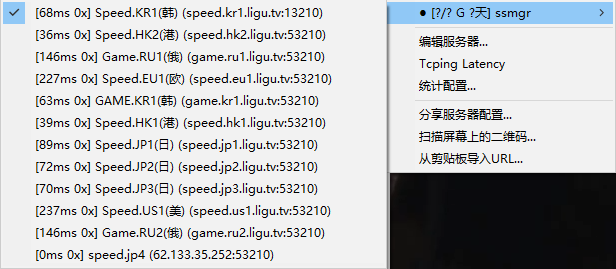 [68ms 0x] Speed.KR1(韩) (speed.kr1.ligu.tv:13210)
[36ms 0x] Speed.HK2(港) (speed.hk2.ligu.tv:53210)
[146ms 0x] Game.RU1(俄) (game.ru1.ligu.tv:53210)
[227ms 0x] Speed.EU1(欧) (speed.eu1.ligu.tv:53210)
[63ms 0x] GAME.KR1(韩) (game.kr1.ligu.tv:53210)
[39ms 0x] Speed.HK1(港) (speed.hk1.ligu.tv:53210)
[89ms 0x] Speed.JP1(日) (speed.jp1.ligu.tv:53210)
[72ms 0x] Speed.JP2(日) (speed.jp2.ligu.tv:53210)
[70ms 0x] Speed.JP3(日) (speed.jp3.ligu.tv:53210)
[237ms 0x] Speed.US1(美) (speed.us1.ligu.tv:53210)
[146ms 0x] Game.RU2(俄) (game.ru2.ligu.tv:53210)
[0ms 0x] speed.jp4 (62.133.35.252:53210)
● [?/? G ?天] ssmgr
编辑服务器...
Tcping Latency
统计配置...
分享服务器配置...
扫描屏幕上的二维码...
从剪贴板导入URL...